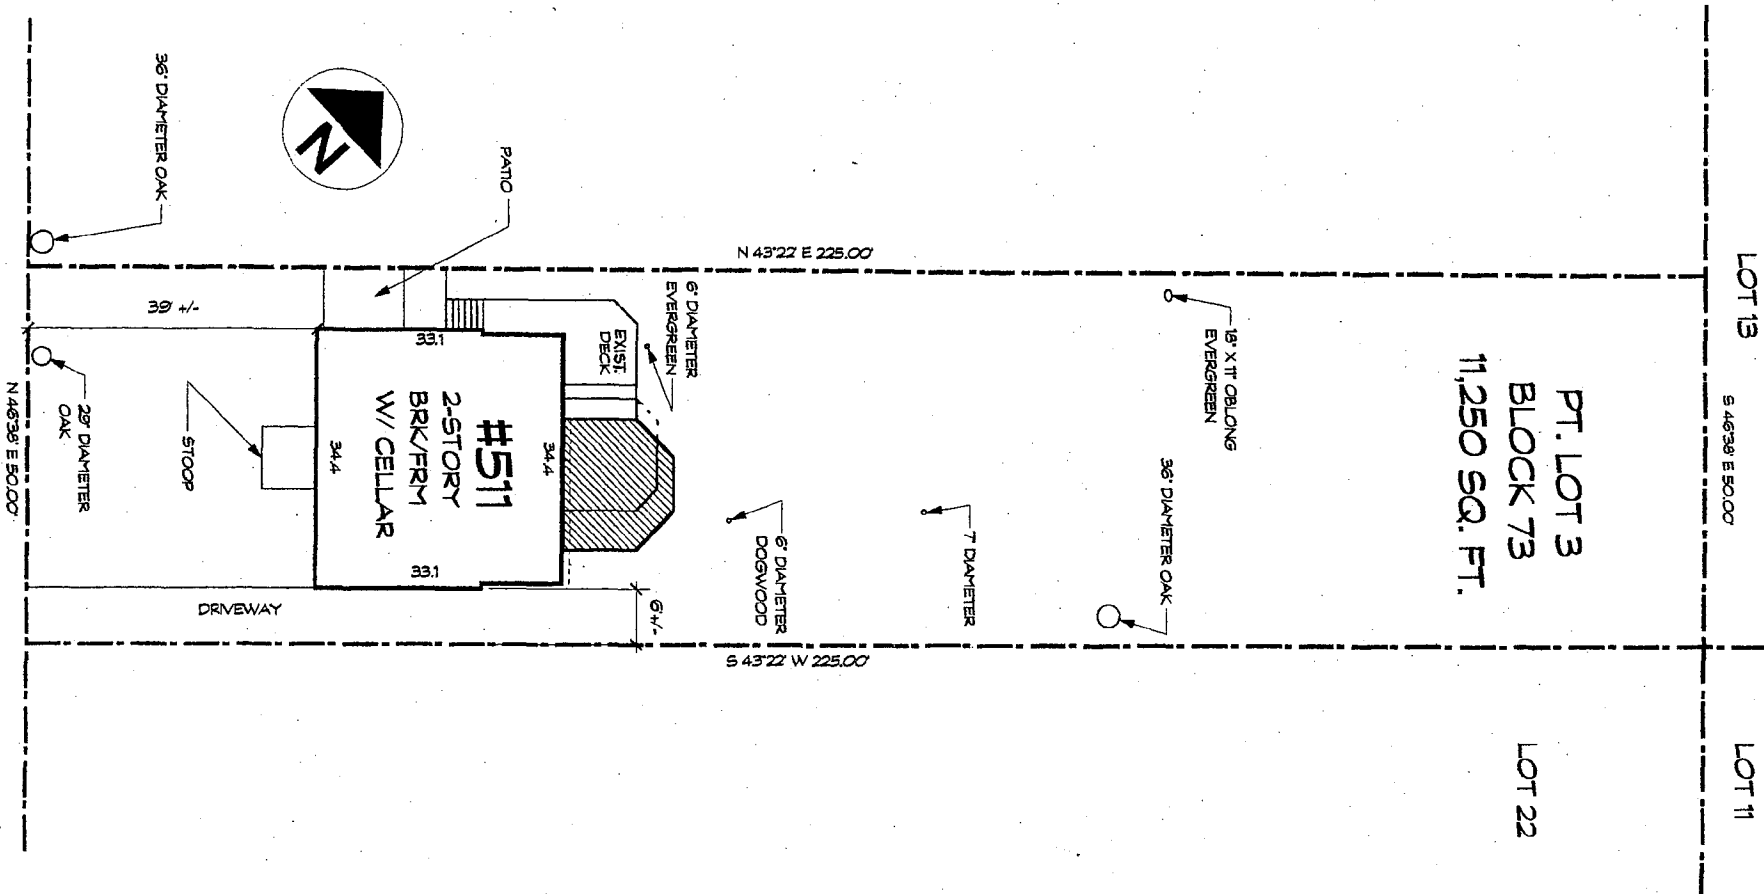 LOT 13
S 46°38' E 50.00'
LOT 11
PT. LOT 3
BLOCK 73
11,250 SQ. FT.
LOT 22
18" X 11" OBLONG
EVERGREEN
36" DIAMETER OAK
7 DIAMETER
N 43°22' E 225.00'
S 43°22' W 225.00'
6" DIAMETER
DOGWOOD
6" DIAMETER
EVERGREEN
6'+/-
EXIST.
DECK
34.4
PATIO
#511
2-STORY
BRK/FRM
W/ CELLAR
33.1
33.1
34.4
N
STOOP
39' +/-
36" DIAMETER OAK
DRIVEWAY
29" DIAMETER
OAK
N 46°38' E 50.00'